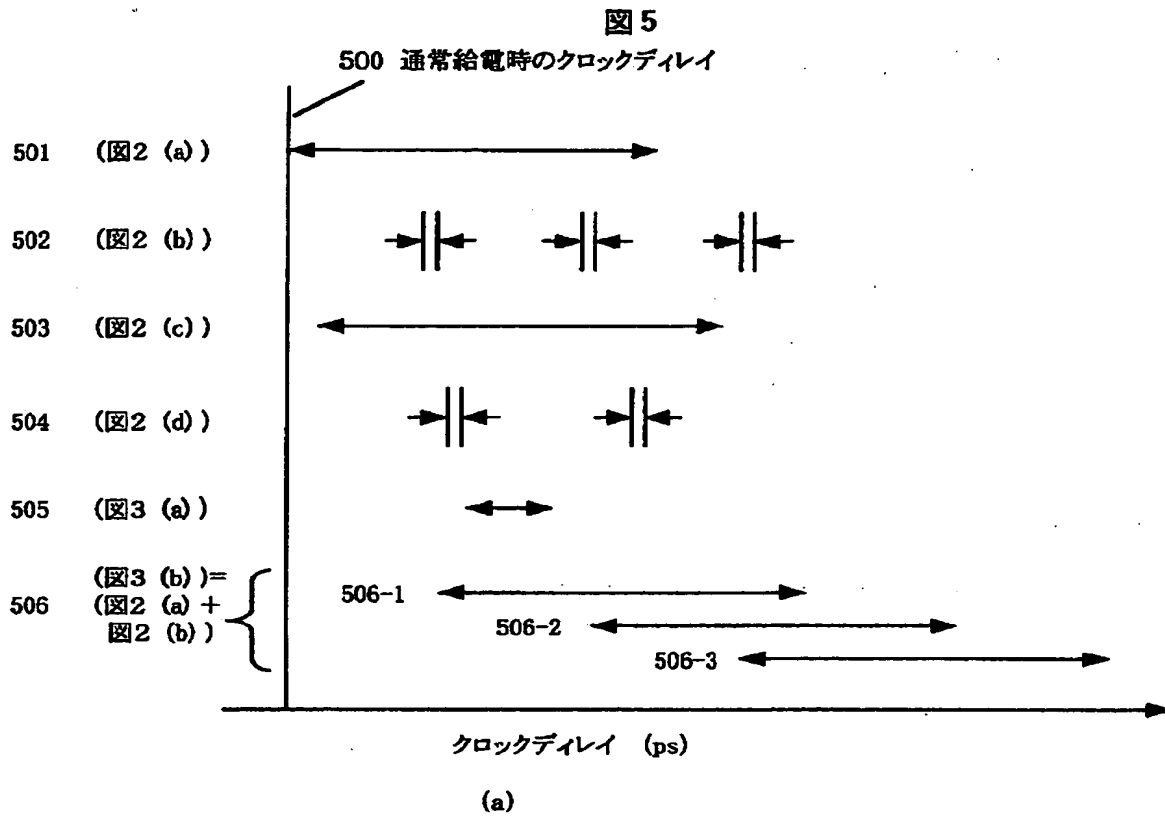 図5
500 通常給電時のクロックディレイ
501 (図2 (a))
502 (図2 (b))
503 (図2 (c))
504 (図2 (d))
505 (図3 (a))
506
(図3 (b))=
(図2 (a) +
図2 (b))
506-1
506-2
506-3
クロックディレイ (ps)
(a)